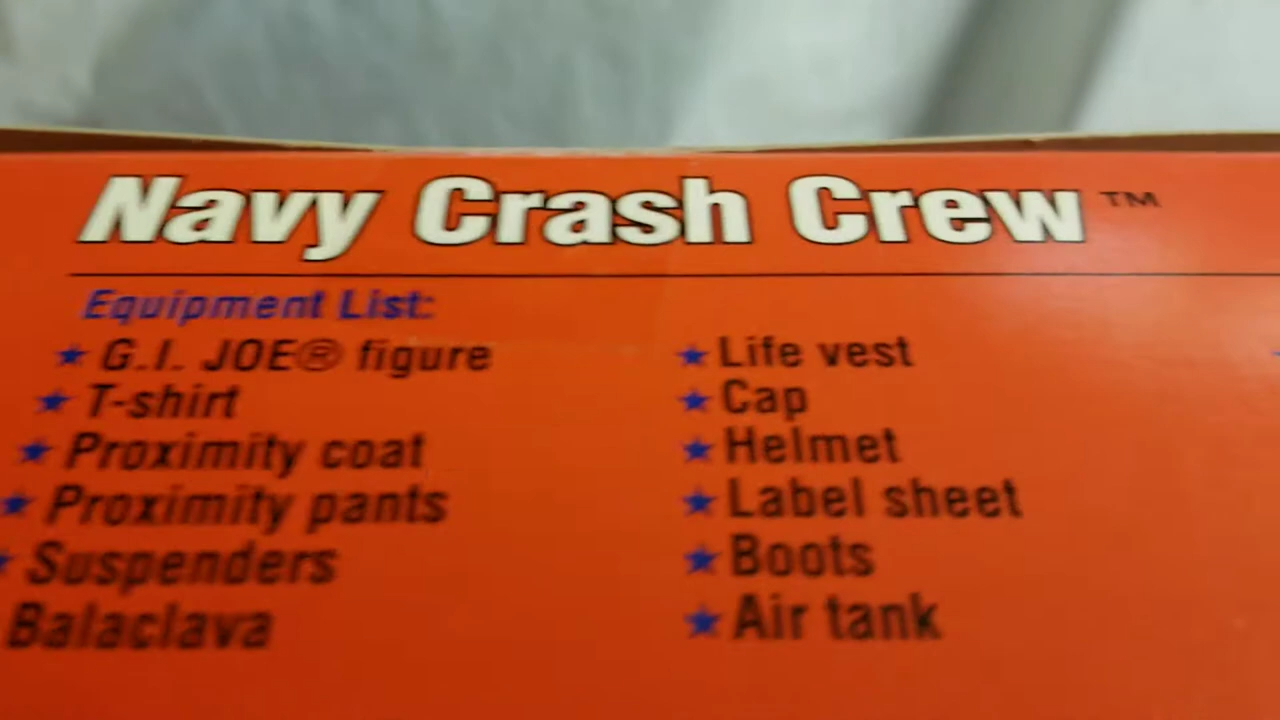 Navy Crash Crew ™
Equipment List:
★ G.I. JOE® figure
★ T-shirt
★ Proximity coat
★ Proximity pants
★ Suspenders
Balaclava
★ Life vest
★ Cap
★ Helmet
★ Label sheet
★ Boots
★ Air tank